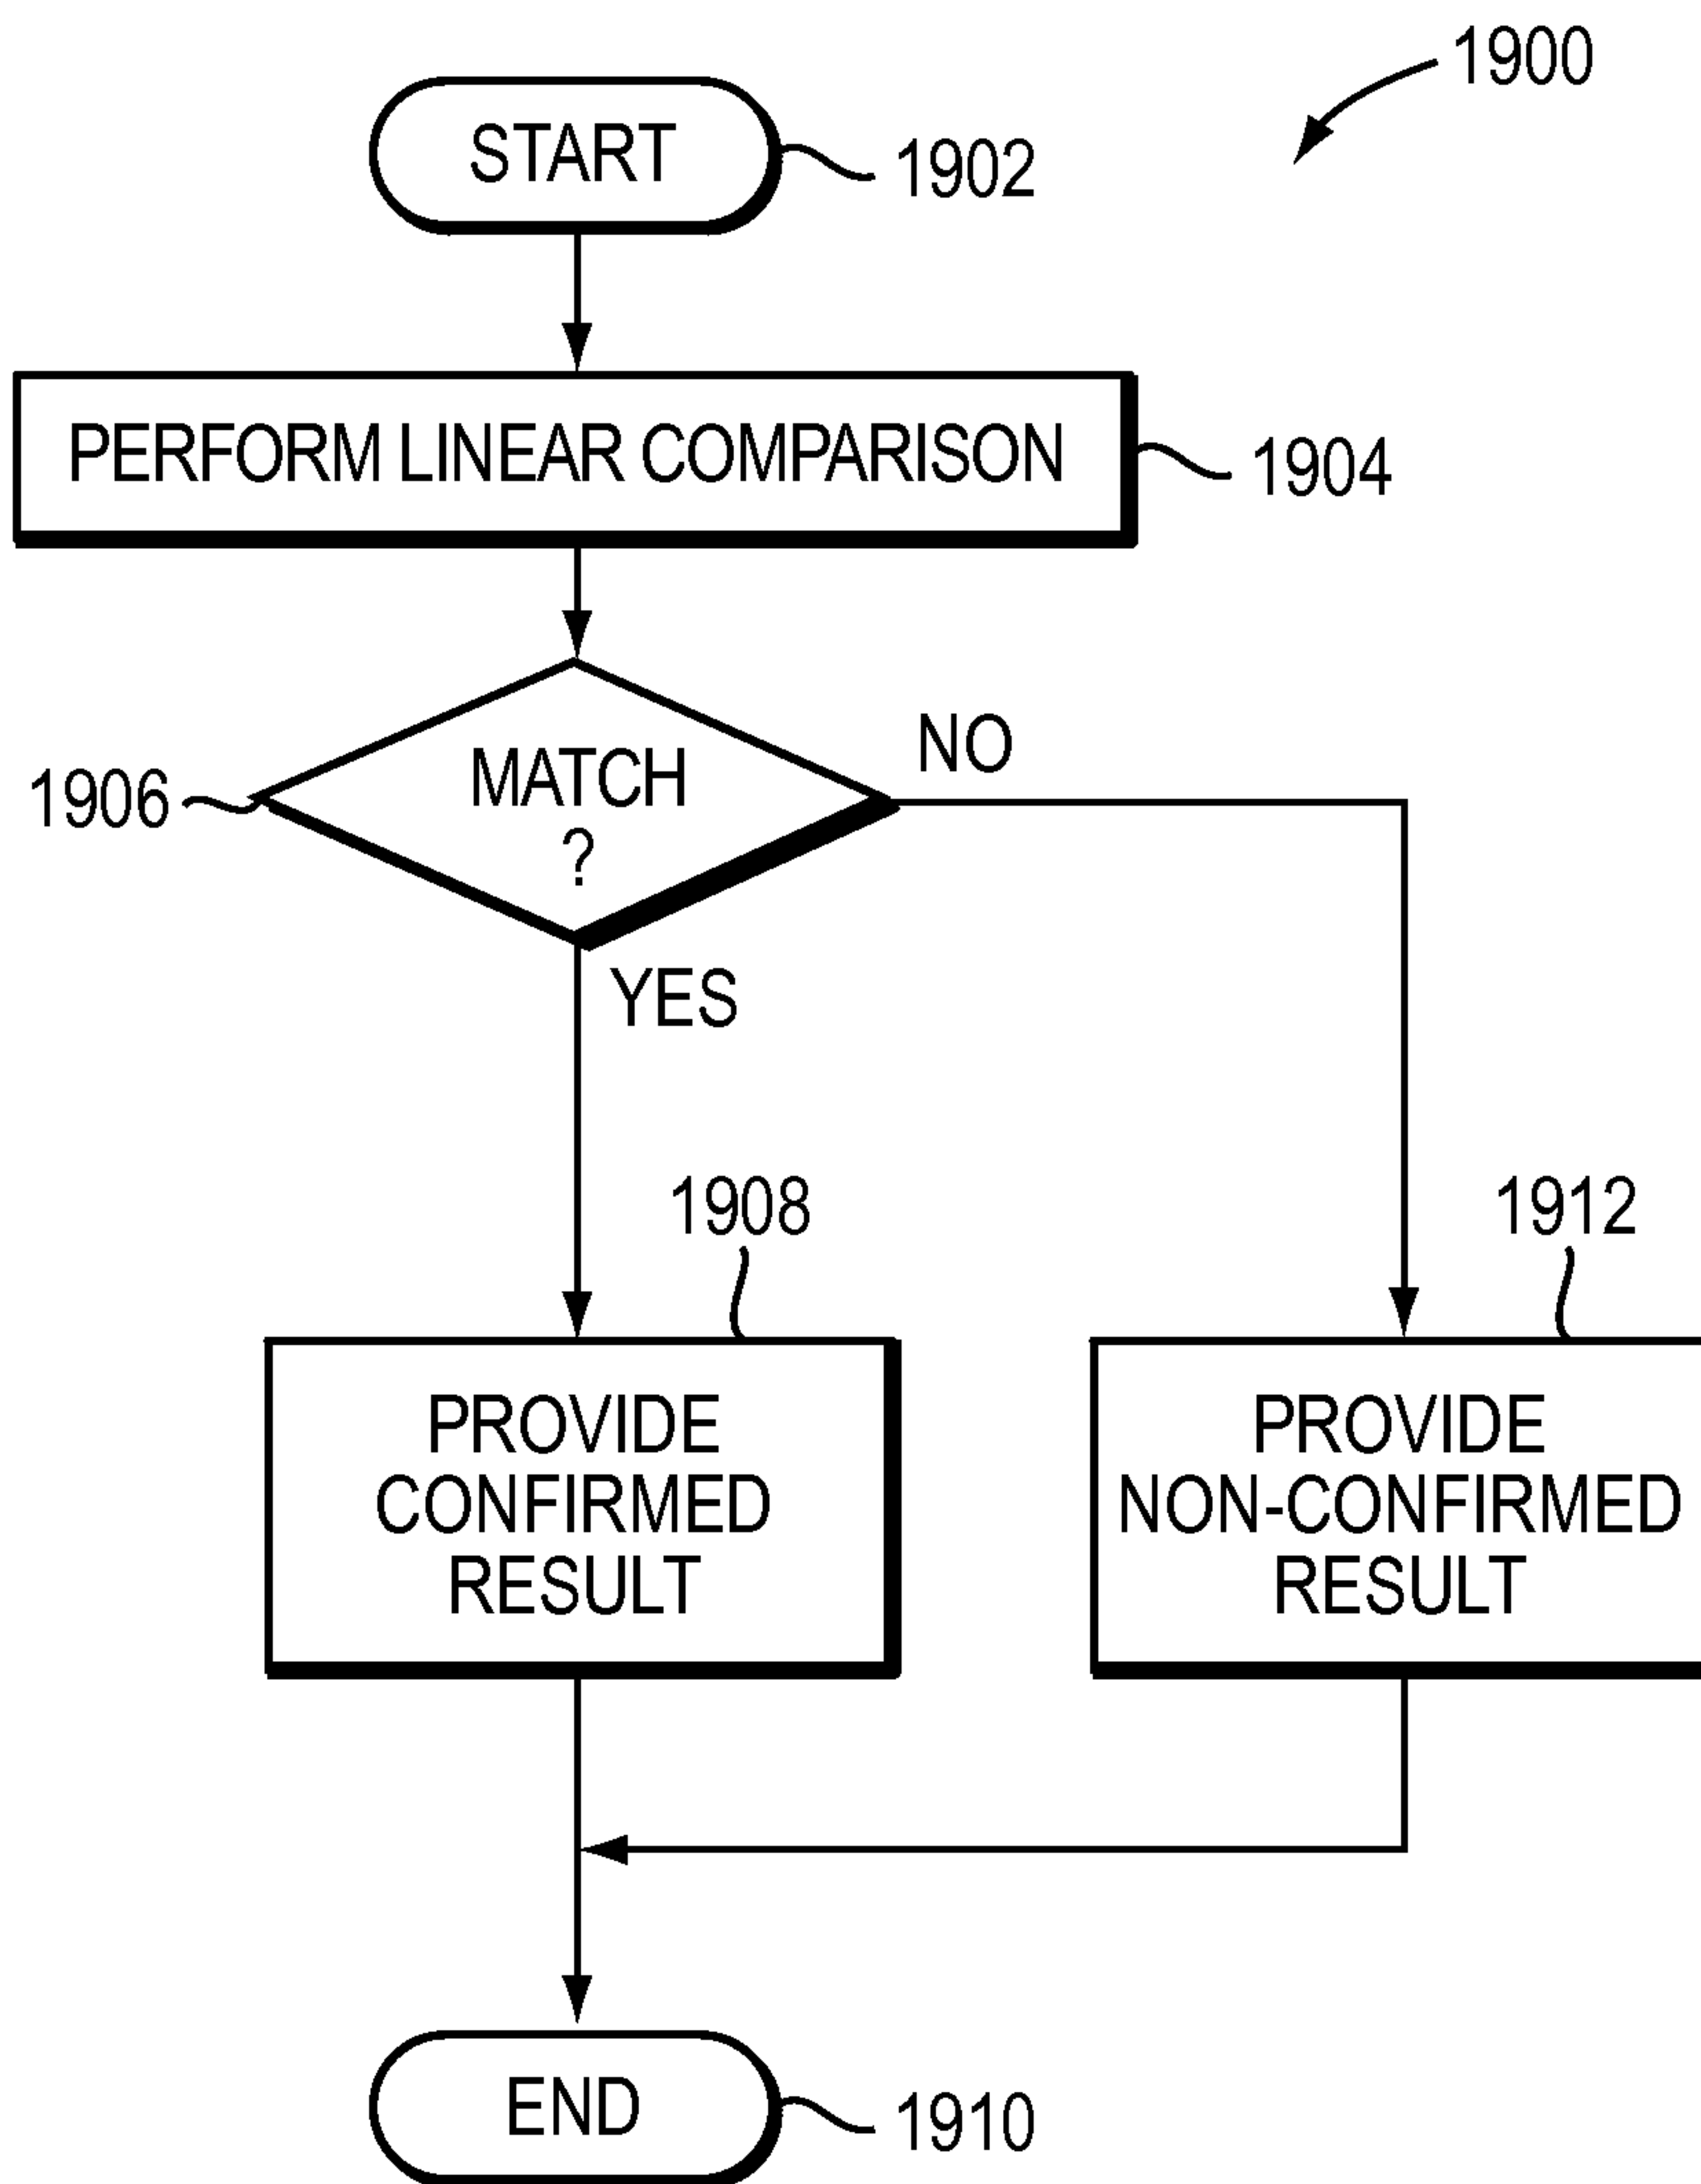 1900
START
1902
PERFORM LINEAR COMPARISON
1904
MATCH
?
1906
NO
YES
1908
1912
PROVIDE
CONFIRMED
RESULT
PROVIDE
NON-CONFIRMED
RESULT
END
1910